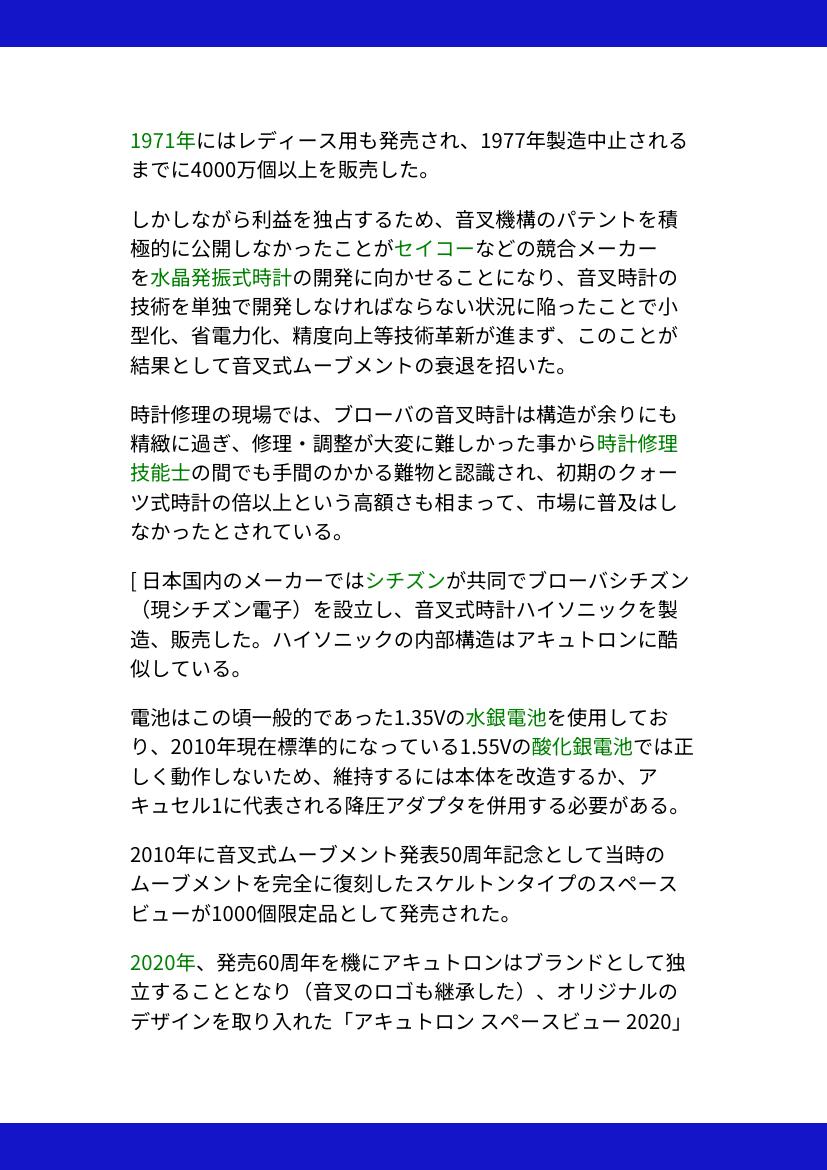 1971年にはレディース用も発売され、1977年製造中止される
までに4000万個以上を販売した。
しかしながら利益を独占するため、音叉機構のパテントを積
極的に公開しなかったことがセイコーなどの競合メーカー
を水晶発振式時計の開発に向かせることになり、音叉時計の
技術を単独で開発しなければならない状況に陥ったことで小
型化、省電力化、精度向上等技術革新が進まず、このことが
結果として音叉式ムーブメントの衰退を招いた。
時計修理の現場では、ブローバの音叉時計は構造が余りにも
精緻に過ぎ、修理・調整が大変に難しかった事から時計修理
技能士の間でも手間のかかる難物と認識され、初期のクォー
ツ式時計の倍以上という高額さも相まって、市場に普及はし
なかったとされている。
[ 日本国内のメーカーではシチズンが共同でブローバシチズン
（現シチズン電子）を設立し、音叉式時計ハイソニックを製
造、販売した。ハイソニックの内部構造はアキュトロンに酷
似している。
電池はこの頃一般的であった1.35Vの水銀電池を使用してお
り、2010年現在標準的になっている1.55Vの酸化銀電池では正
しく動作しないため、維持するには本体を改造するか、ア
キュセル1に代表される降圧アダプタを併用する必要がある。
2010年に音叉式ムーブメント発表50周年記念として当時の
ムーブメントを完全に復刻したスケルトンタイプのスペース
ビューが1000個限定品として発売された。
2020年、発売60周年を機にアキュトロンはブランドとして独
立することとなり（音叉のロゴも継承した）、オリジナルの
デザインを取り入れた「アキュトロン スペースビュー 2020」